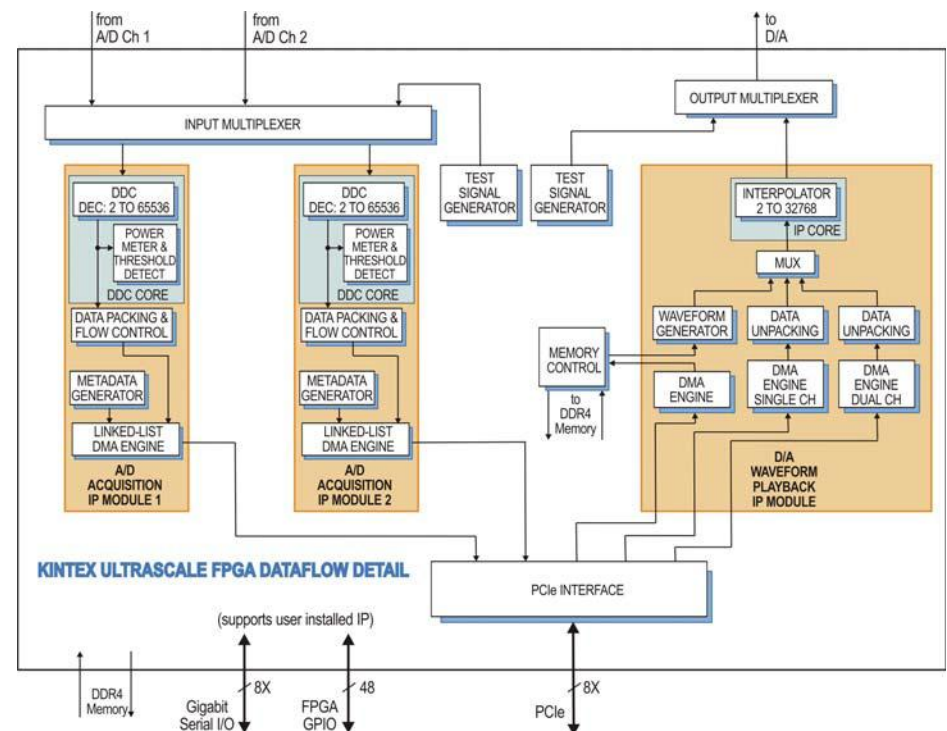 from
A/D Ch 1
from
A/D Ch 2
to
D/A
INPUT MULTIPLEXER
OUTPUT MULTIPLEXER
TEST
SIGNAL
GENERATOR
TEST
SIGNAL
GENERATOR
DDC
DEC: 2 TO 65536
POWER
METER &
THRESHOLD
DETECT
DDC CORE
DATA PACKING &
FLOW CONTROL
METADATA
GENERATOR
LINKED-LIST
DMA ENGINE
A/D
ACQUISITION
IP MODULE 1
DDC
DEC: 2 TO 65536
POWER
METER &
THRESHOLD
DETECT
DDC CORE
DATA PACKING &
FLOW CONTROL
METADATA
GENERATOR
LINKED-LIST
DMA ENGINE
A/D
ACQUISITION
IP MODULE 2
INTERPOLATOR
2 TO 32768
IP CORE
MUX
WAVEFORM
GENERATOR
DATA
UNPACKING
DATA
UNPACKING
MEMORY
CONTROL
to
DDR4
Memory
DMA
ENGINE
DMA
ENGINE
SINGLE CH
DMA
ENGINE
DUAL CH
D/A
WAVEFORM
PLAYBACK
IP MODULE
KINTEX ULTRASCALE FPGA DATAFLOW DETAIL
PCIe INTERFACE
(supports user installed IP)
DDR4
Memory
8X
Gigabit
Serial I/O
48
FPGA
GPIO
8X
PCIe